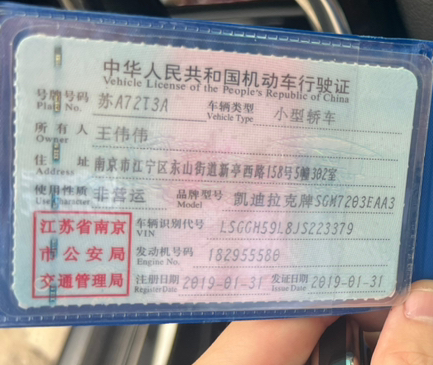 中华人民共和国机动车行驶证
Vehicle License of the People's Republic of China
号牌号码 苏A72T3A 车辆类型 小型轿车
Plate No. Vehicle Type
所有人 王伟伟
Owner
住址 南京市江宁区东山街道新亭西路158号5幢302室
Address
使用性质 非营运 品牌型号 凯迪拉克牌SGM7203EAA3
Use Character Model
江苏省南京
市公安局
交通管理局
车辆识别代号 LSGGH59L8JS223379
VIN
发动机号码 182955580
Engine No.
注册日期 2019-01-31 发证日期 2019-01-31
Register Date Issue Date